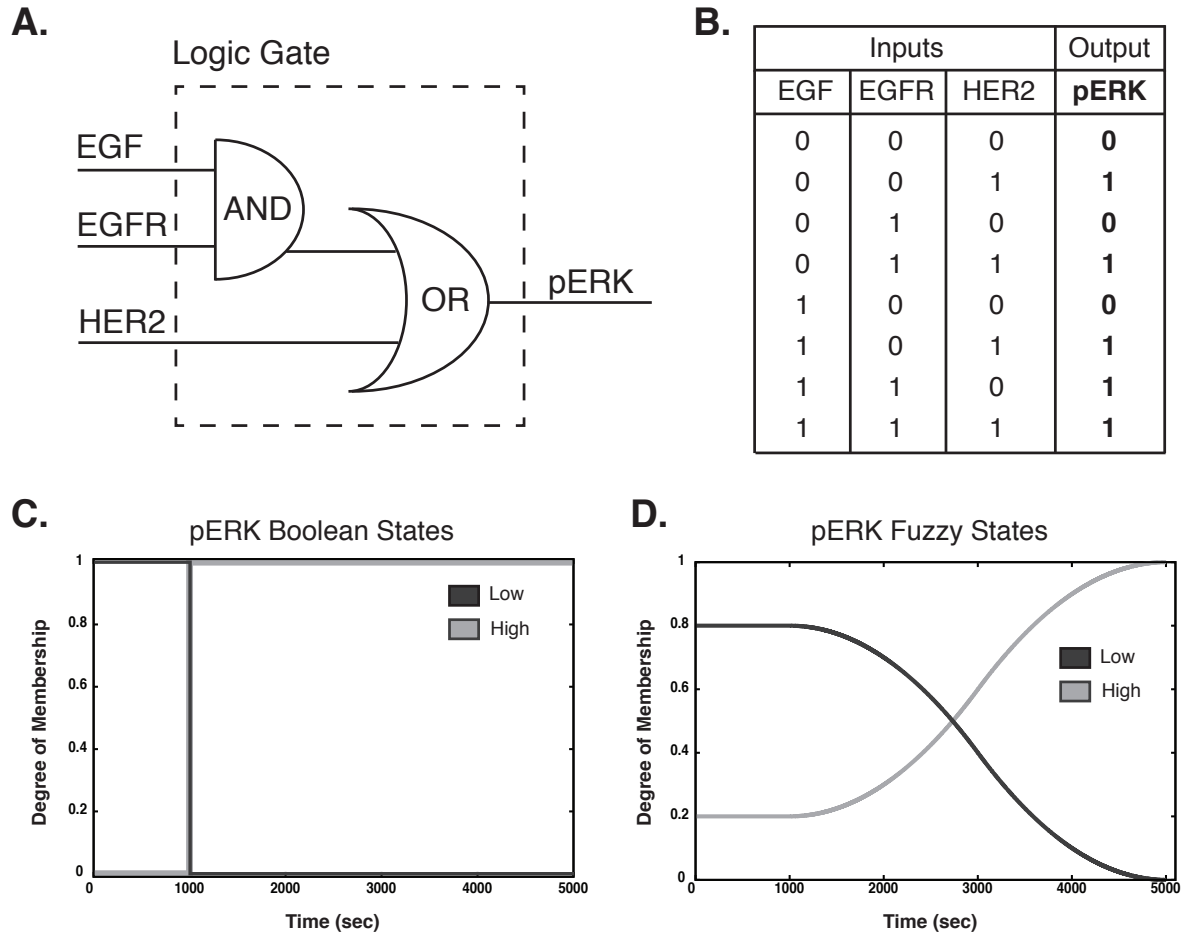 A.
Logic Gate
EGF
EGFR
HER2
AND
OR
pERK
B.
Inputs Output
EGF EGFR HER2 pERK
0 0 0 0
0 0 1 1
0 1 0 0
0 1 1 1
1 0 0 0
1 0 1 1
1 1 0 1
1 1 1 1
C.
pERK Boolean States
Degree of Membership
1
0.8
0.6
0.4
0.2
0
Low
High
0 1000 2000 3000 4000 5000
Time (sec)
D.
pERK Fuzzy States
Degree of Membership
1
0.8
0.6
0.4
0.2
0
Low
High
0 1000 2000 3000 4000 5000
Time (sec)